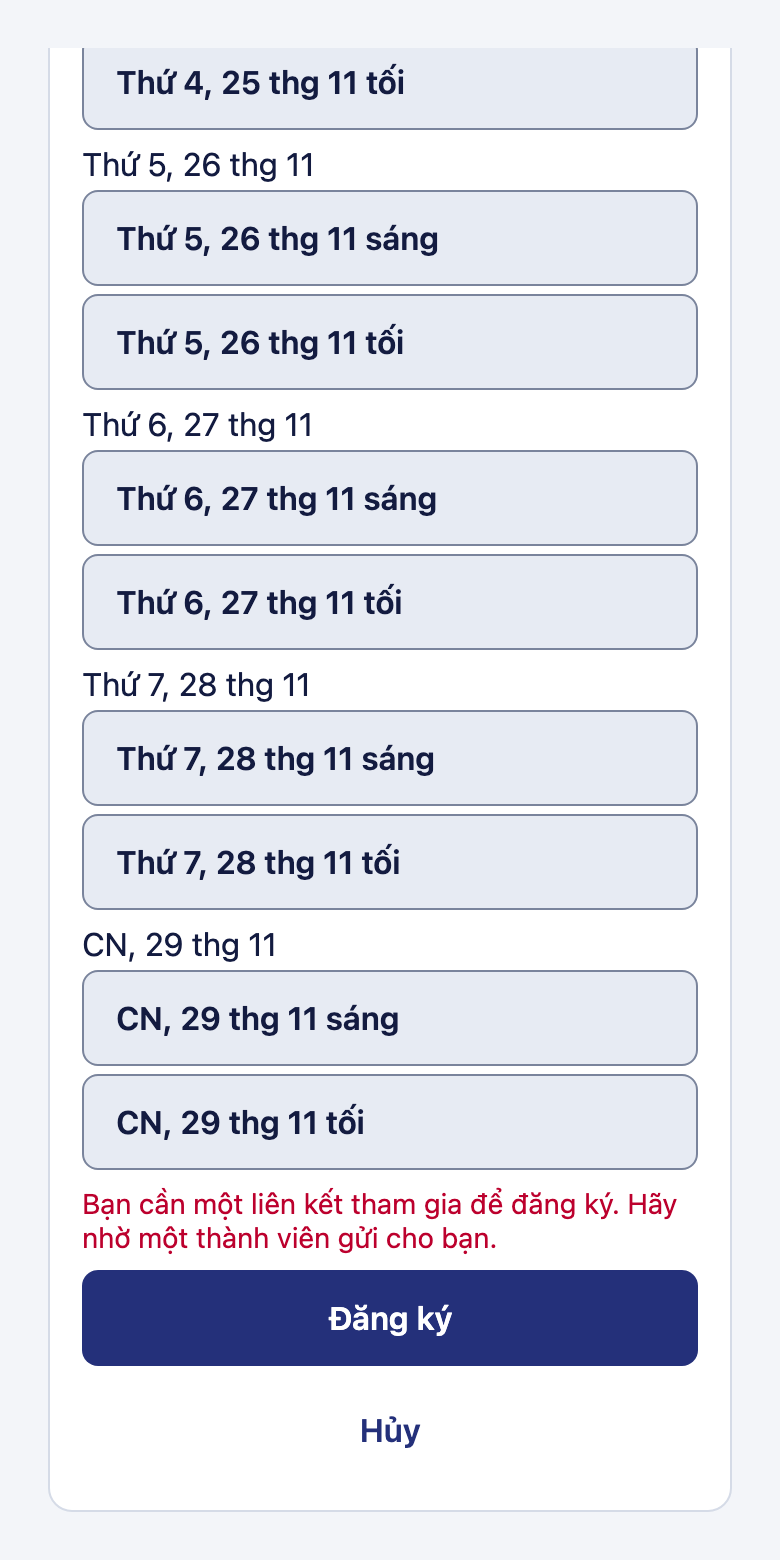 Thứ 4, 25 thg 11 tối
Thứ 5, 26 thg 11
Thứ 5, 26 thg 11 sáng
Thứ 5, 26 thg 11 tối
Thứ 6, 27 thg 11
Thứ 6, 27 thg 11 sáng
Thứ 6, 27 thg 11 tối
Thứ 7, 28 thg 11
Thứ 7, 28 thg 11 sáng
Thứ 7, 28 thg 11 tối
CN, 29 thg 11
CN, 29 thg 11 sáng
CN, 29 thg 11 tối
Bạn cần một liên kết tham gia để đăng ký. Hãy
nhờ một thành viên gửi cho bạn.
Đăng ký
Hủy